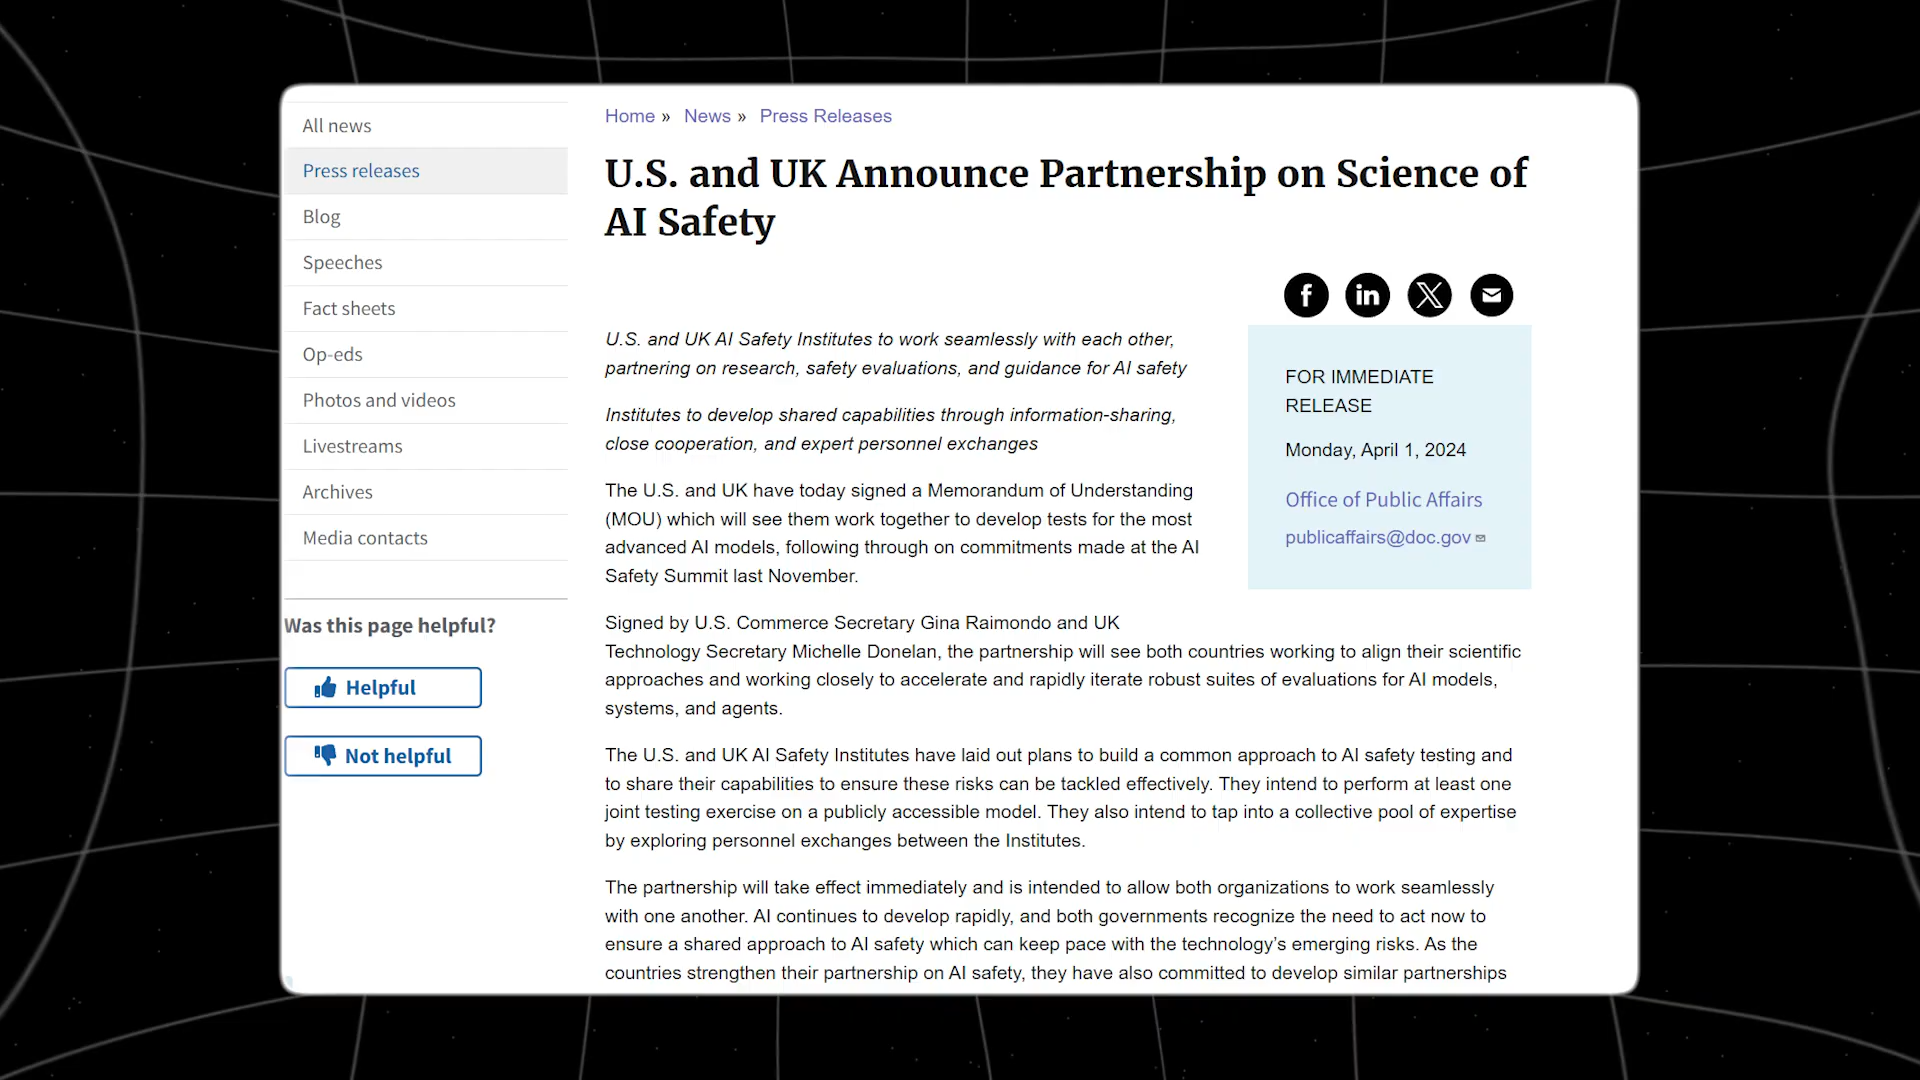 All news
Press releases
Blog
Speeches
Fact sheets
Op-eds
Photos and videos
Livestreams
Archives
Media contacts
Was this page helpful?
Helpful
Not helpful
Home » News » Press Releases
U.S. and UK Announce Partnership on Science of
AI Safety
U.S. and UK AI Safety Institutes to work seamlessly with each other,
partnering on research, safety evaluations, and guidance for AI safety
Institutes to develop shared capabilities through information-sharing,
close cooperation, and expert personnel exchanges
The U.S. and UK have today signed a Memorandum of Understanding
(MOU) which will see them work together to develop tests for the most
advanced AI models, following through on commitments made at the AI
Safety Summit last November.
FOR IMMEDIATE
RELEASE
Monday, April 1, 2024
Office of Public Affairs
publicaffairs@doc.gov
Signed by U.S. Commerce Secretary Gina Raimondo and UK
Technology Secretary Michelle Donelan, the partnership will see both countries working to align their scientific
approaches and working closely to accelerate and rapidly iterate robust suites of evaluations for AI models,
systems, and agents.
The U.S. and UK AI Safety Institutes have laid out plans to build a common approach to AI safety testing and
to share their capabilities to ensure these risks can be tackled effectively. They intend to perform at least one
joint testing exercise on a publicly accessible model. They also intend to tap into a collective pool of expertise
by exploring personnel exchanges between the Institutes.
The partnership will take effect immediately and is intended to allow both organizations to work seamlessly
with one another. AI continues to develop rapidly, and both governments recognize the need to act now to
ensure a shared approach to AI safety which can keep pace with the technology’s emerging risks. As the
countries strengthen their partnership on AI safety, they have also committed to develop similar partnerships